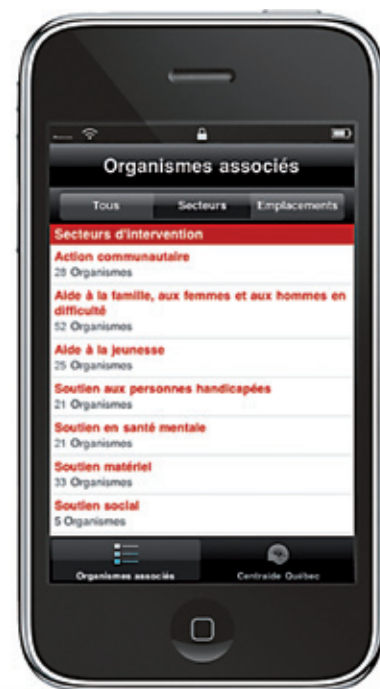 Organismes associés
Tous Secteurs Emplacements
Secteurs d'intervention
Action communautaire
28 Organismes
Aide à la famille, aux femmes et aux hommes en
difficulté
52 Organismes
Aide à la jeunesse
25 Organismes
Soutien aux personnes handicapées
21 Organismes
Soutien en santé mentale
21 Organismes
Soutien matériel
33 Organismes
Soutien social
5 Organismes
Organismes associés Centraide Québec